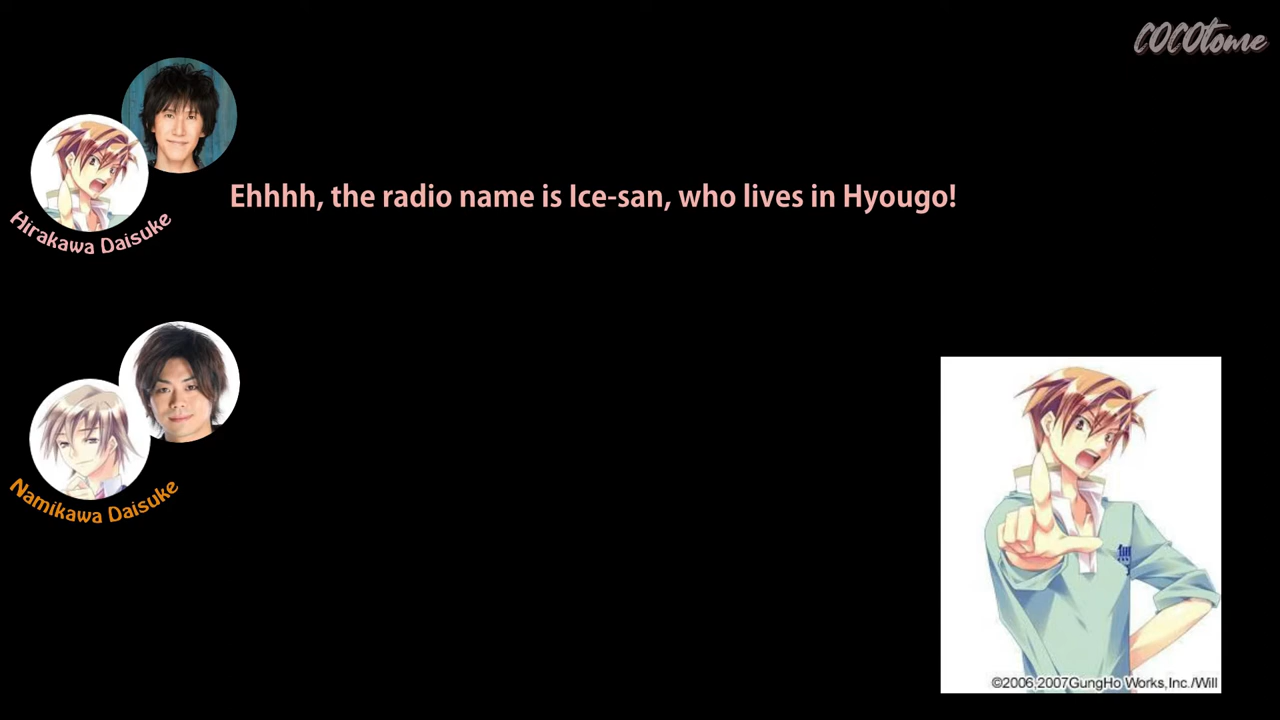 COCOtome
Ehhhh, the radio name is Ice-san, who lives in Hyougo!
Hirakawa Daisuke
Namikawa Daisuke
無
©2006,2007GungHo Works,Inc./Will